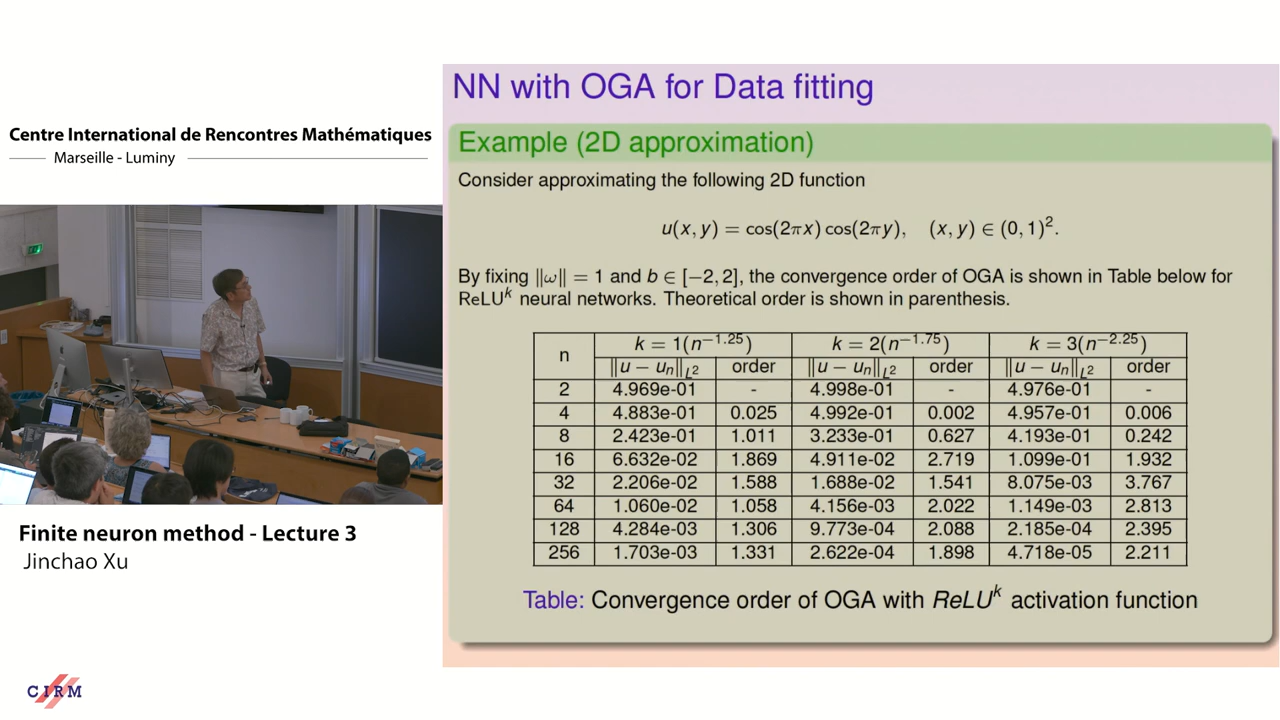 Centre International de Rencontres Mathématiques
Marseille - Luminy
Finite neuron method - Lecture 3
Jinchao Xu
CIRM
NN with OGA for Data fitting
Example (2D approximation)
Consider approximating the following 2D function
u(x, y) = cos(2πx) cos(2πy), (x, y) ∈ (0, 1)².
By fixing ‖ω‖ = 1 and b ∈ [−2, 2], the convergence order of OGA is shown in Table below for
ReLUᵏ neural networks. Theoretical order is shown in parenthesis.
n k = 1(n⁻¹·²⁵) k = 2(n⁻¹·⁷⁵) k = 3(n⁻²·²⁵)
‖u − uₙ‖_L² order ‖u − uₙ‖_L² order ‖u − uₙ‖_L² order
2 4.969e-01 - 4.998e-01 - 4.976e-01 -
4 4.883e-01 0.025 4.992e-01 0.002 4.957e-01 0.006
8 2.423e-01 1.011 3.233e-01 0.627 4.193e-01 0.242
16 6.632e-02 1.869 4.911e-02 2.719 1.099e-01 1.932
32 2.206e-02 1.588 1.688e-02 1.541 8.075e-03 3.767
64 1.060e-02 1.058 4.156e-03 2.022 1.149e-03 2.813
128 4.284e-03 1.306 9.773e-04 2.088 2.185e-04 2.395
256 1.703e-03 1.331 2.622e-04 1.898 4.718e-05 2.211
Table: Convergence order of OGA with ReLUᵏ activation function